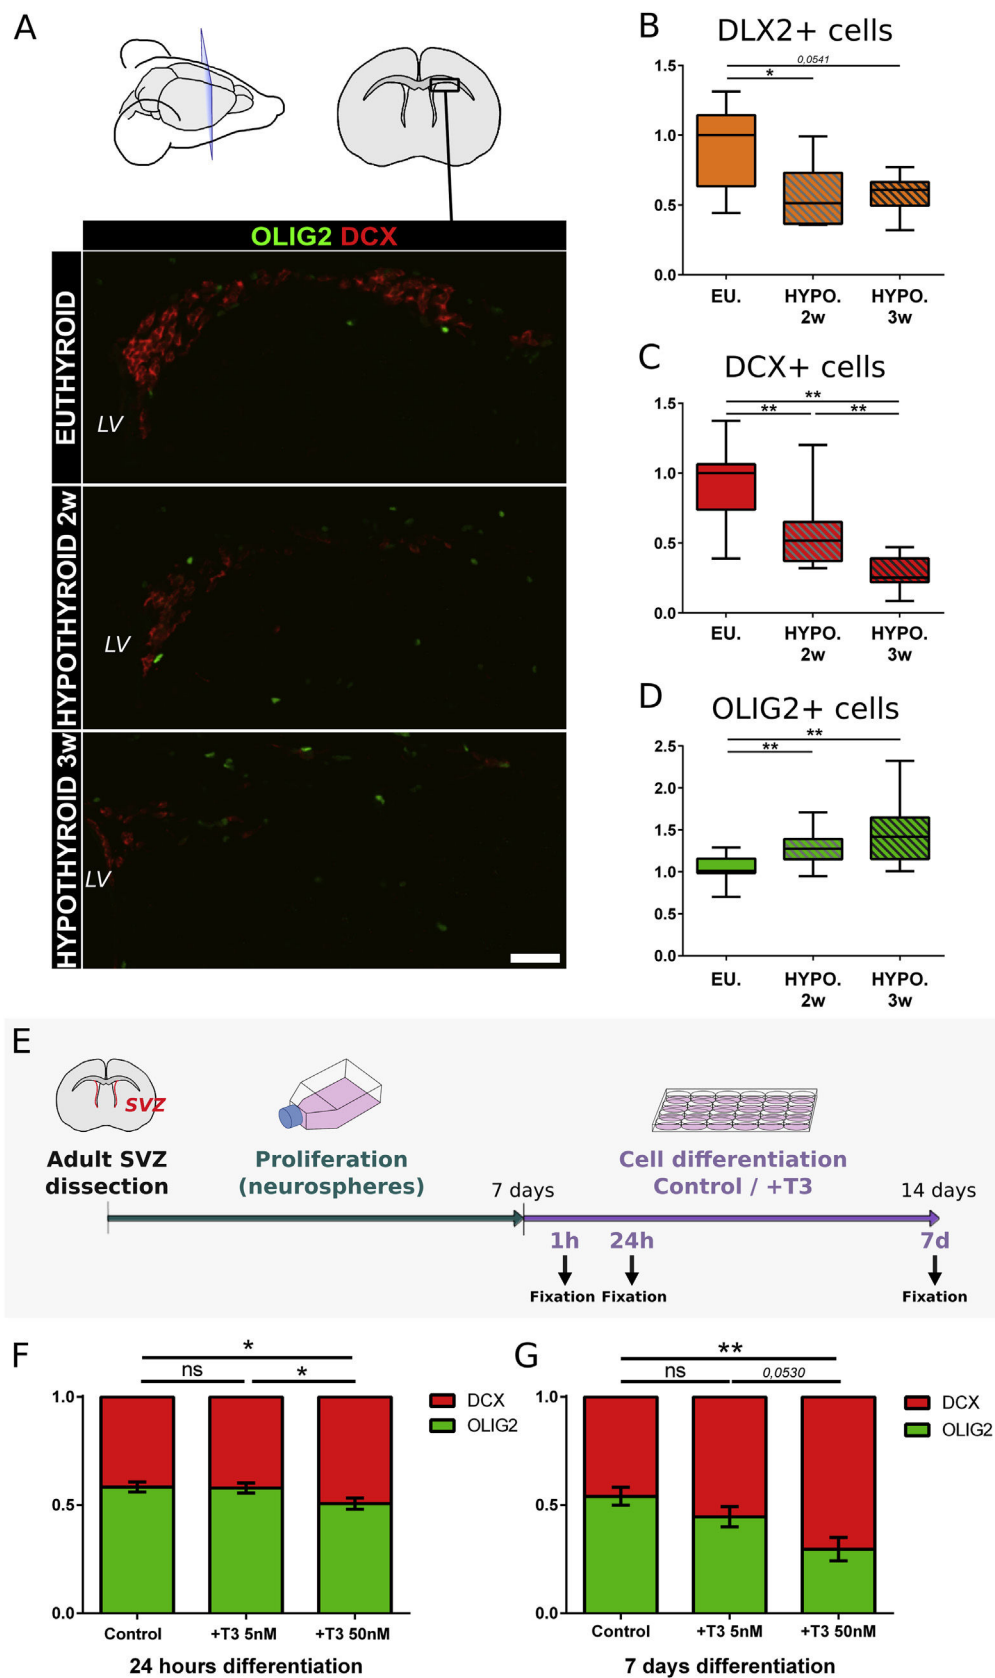 A
OLIG2 DCX
EUTHYROID
LV
HYPOTHYROID 2w
LV
HYPOTHYROID 3w
LV
B
DLX2+ cells
0,0541
*
1.5
1.0
0.5
0.0
EU.
HYPO. 2w
HYPO. 3w
C
DCX+ cells
**
** **
1.5
1.0
0.5
0.0
EU.
HYPO. 2w
HYPO. 3w
D
OLIG2+ cells
**
**
2.5
2.0
1.5
1.0
0.5
0.0
EU.
HYPO. 2w
HYPO. 3w
E
SVZ
Adult SVZ
dissection
Proliferation
(neurospheres)
7 days
Cell differentiation
Control / +T3
14 days
1h 24h 7d
Fixation Fixation Fixation
F
*
ns *
1.0
0.5
0.0
DCX
OLIG2
Control +T3 5nM +T3 50nM
24 hours differentiation
G
**
ns 0,0530
1.0
0.5
0.0
DCX
OLIG2
Control +T3 5nM +T3 50nM
7 days differentiation